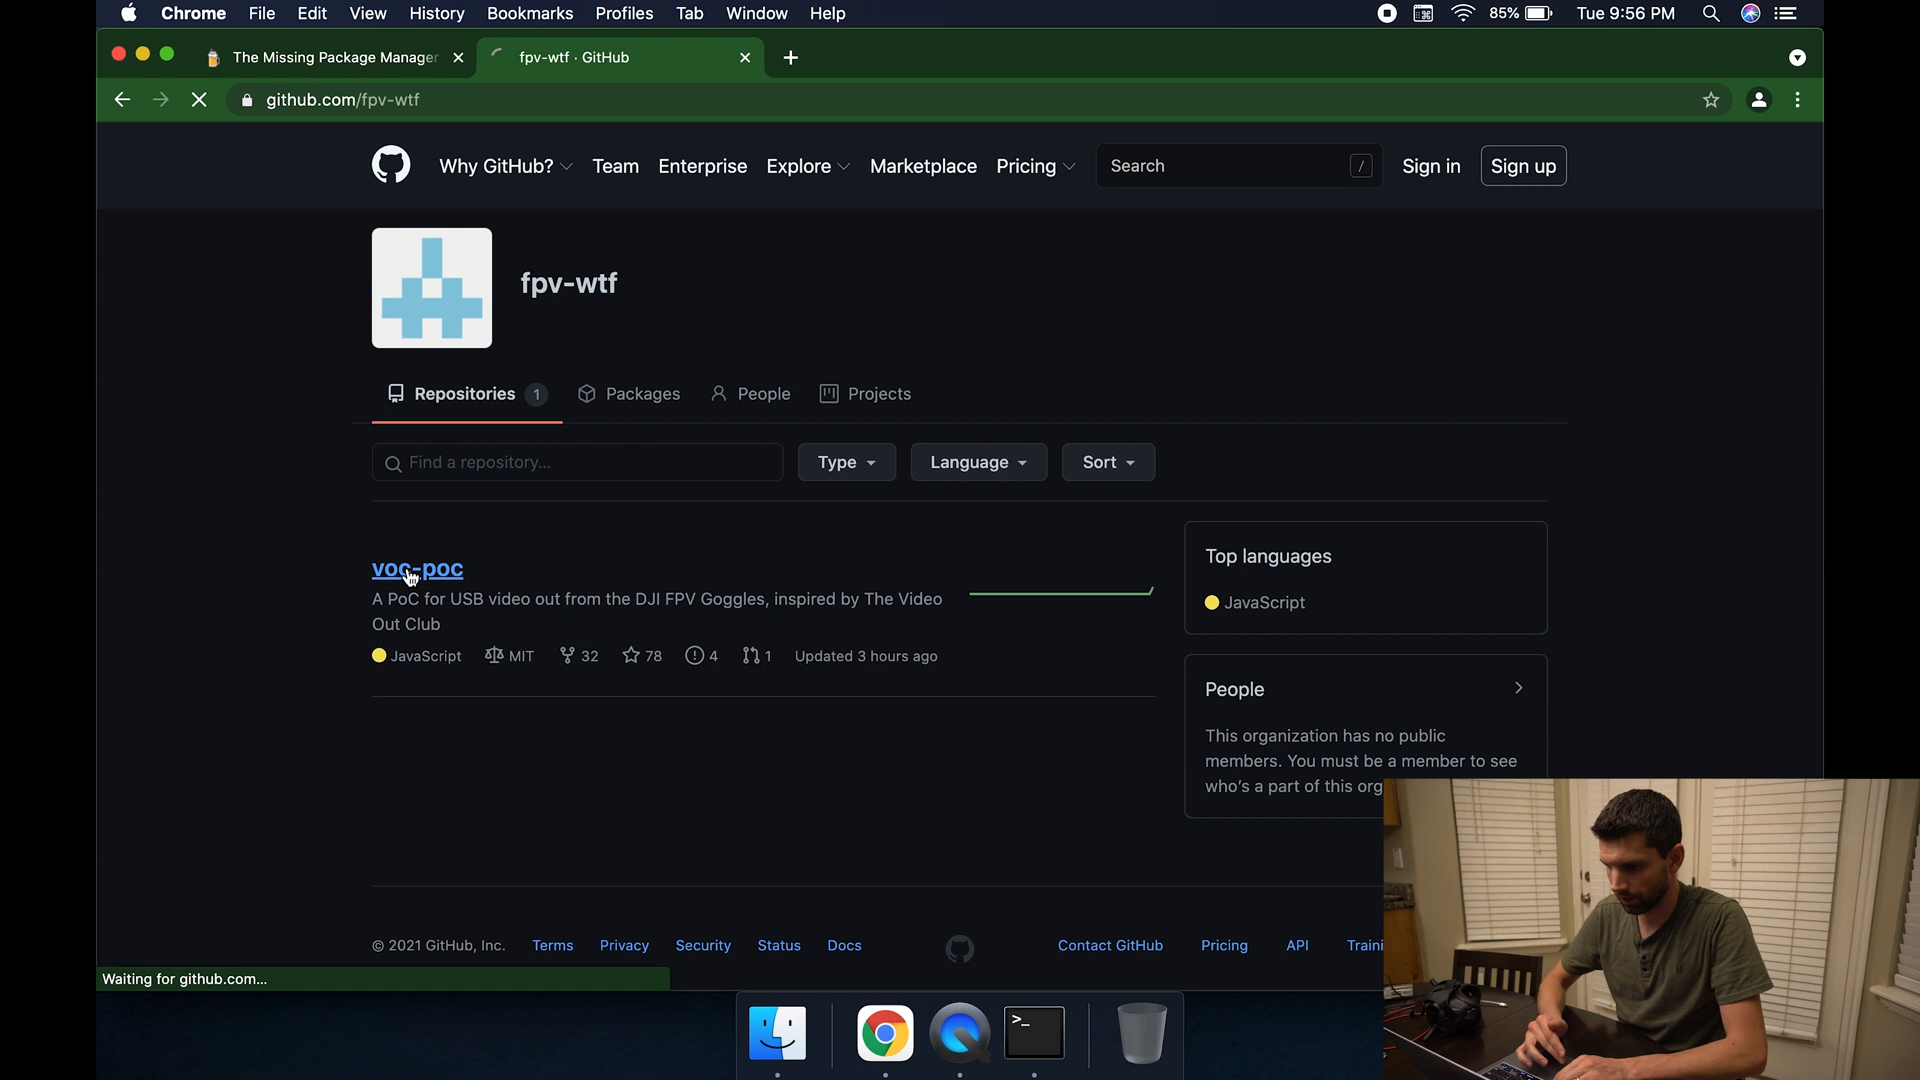 Chrome File Edit View History Bookmarks Profiles Tab Window Help 85% Tue 9:56 PM
The Missing Package Manager fpv-wtf · GitHub
github.com/fpv-wtf
Why GitHub? Team Enterprise Explore Marketplace Pricing Search / Sign in Sign up
fpv-wtf
Repositories 1 Packages People Projects
Find a repository... Type Language Sort
voc-poc
A PoC for USB video out from the DJI FPV Goggles, inspired by The Video
Out Club
JavaScript MIT 32 78 4 1 Updated 3 hours ago
Top languages
JavaScript
People
This organization has no public
members. You must be a member to see
who's a part of this org
© 2021 GitHub, Inc. Terms Privacy Security Status Docs Contact GitHub Pricing API Traini
Waiting for github.com...
>_